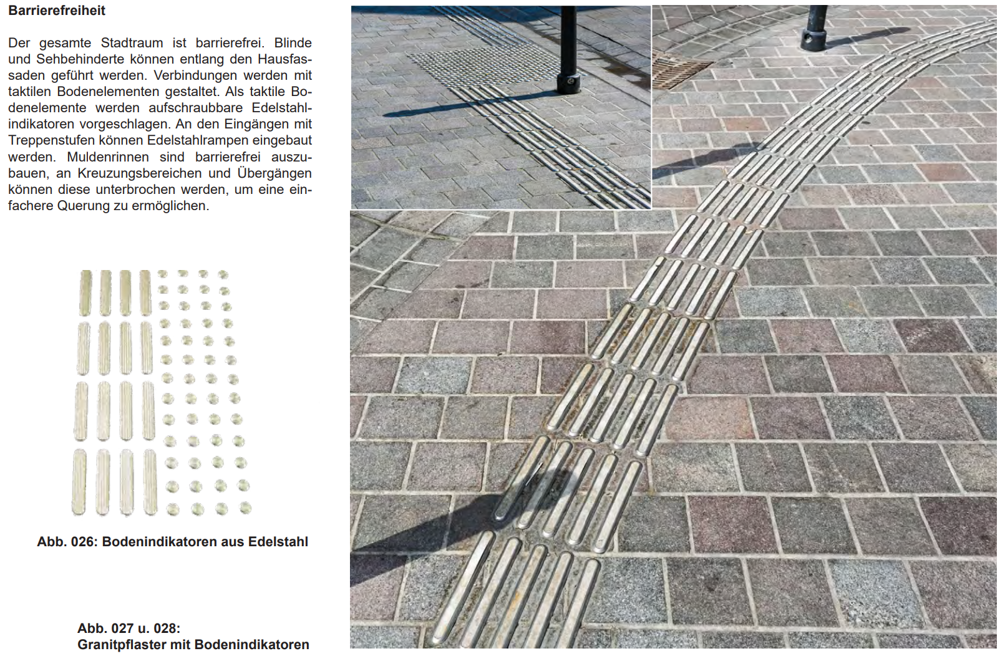 Barrierefreiheit
Der gesamte Stadtraum ist barrierefrei. Blinde
und Sehbehinderte können entlang den Hausfas-
saden geführt werden. Verbindungen werden mit
taktilen Bodenelementen gestaltet. Als taktile Bo-
denelemente werden aufschraubbare Edelstahl-
indikatoren vorgeschlagen. An den Eingängen mit
Treppenstufen können Edelstahlrampen eingebaut
werden. Muldenrinnen sind barrierefrei auszu-
bauen, an Kreuzungsbereichen und Übergängen
können diese unterbrochen werden, um eine ein-
fachere Querung zu ermöglichen.
Abb. 026: Bodenindikatoren aus Edelstahl
Abb. 027 u. 028:
Granitpflaster mit Bodenindikatoren